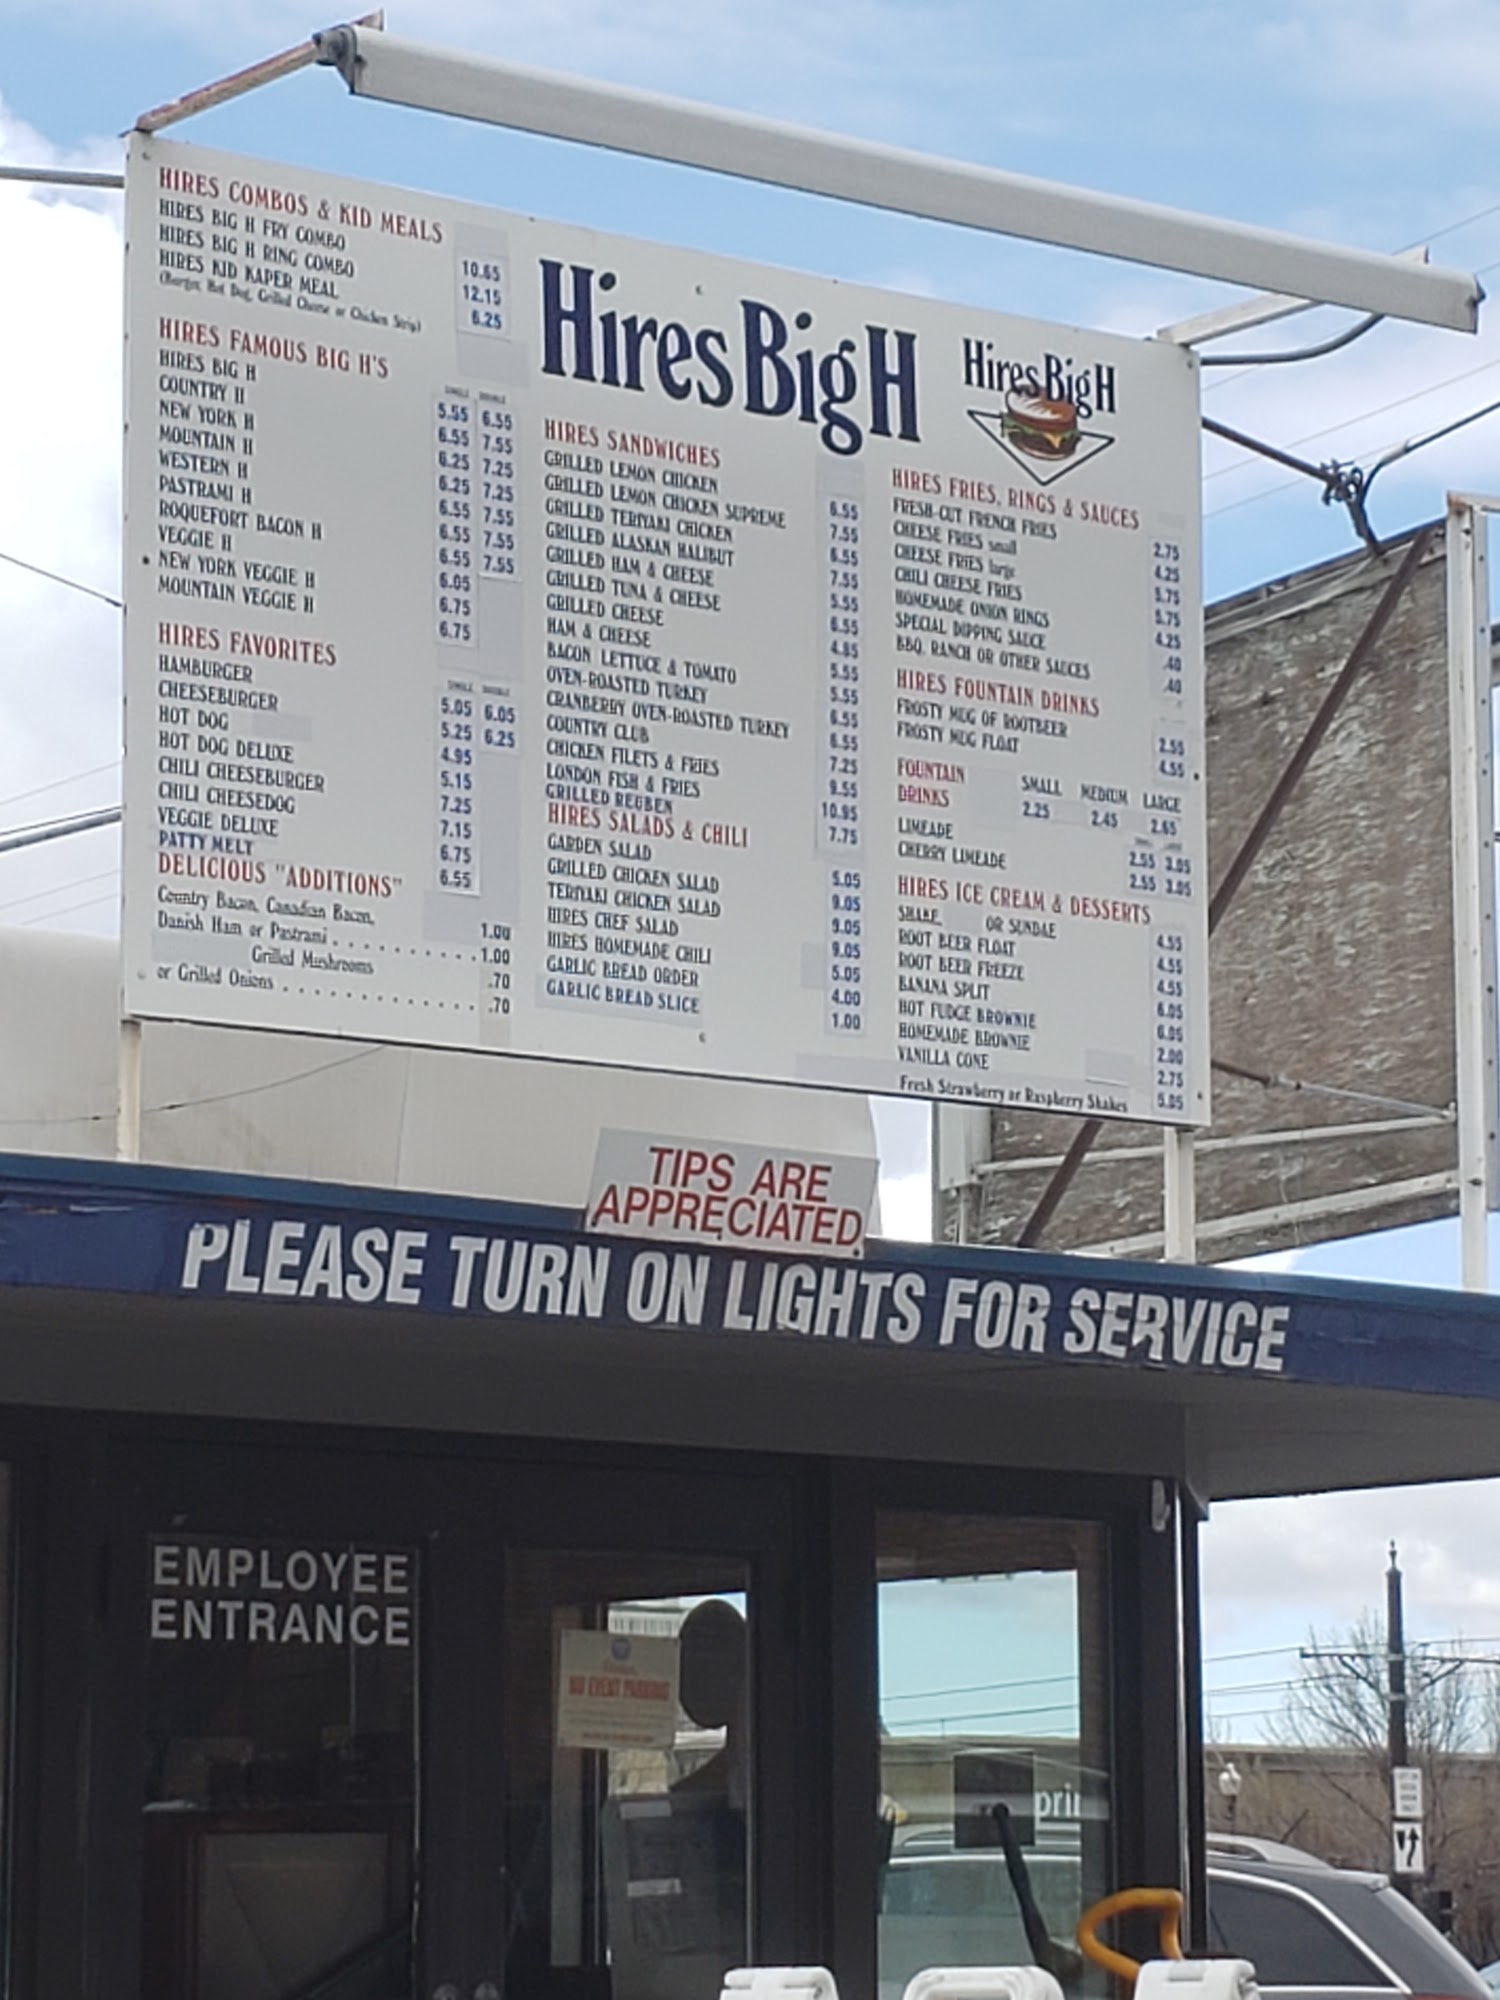 HIRES COMBOS & KID MEALS
HIRES BIG H FRY COMBO 10.65
HIRES BIG H RING COMBO 12.15
HIRES KID KAPER MEAL 6.25
(Burger, Hot Dog, Grilled Cheese or Chicken Strip)
HIRES FAMOUS BIG H'S
SINGLE DOUBLE
HIRES BIG H 5.55 6.55
COUNTRY H 6.55 7.55
NEW YORK H 6.25 7.25
MOUNTAIN H 6.25 7.25
WESTERN H 6.55 7.55
PASTRAMI H 6.55 7.55
ROQUEFORT BACON H 6.55 7.55
VEGGIE H 6.05
NEW YORK VEGGIE H 6.75
MOUNTAIN VEGGIE H 6.75
HIRES FAVORITES
SINGLE DOUBLE
HAMBURGER 5.05 6.05
CHEESEBURGER 5.25 6.25
HOT DOG 4.95
HOT DOG DELUXE 5.15
CHILI CHEESEBURGER 7.25
CHILI CHEESEDOG 7.15
VEGGIE DELUXE 6.75
PATTY MELT 6.55
DELICIOUS "ADDITIONS"
Country Bacon, Canadian Bacon, 1.00
Danish Ham or Pastrami . . . . . . . . . 1.00
Grilled Mushrooms .70
or Grilled Onions . . . . . . . . . . . . .70
Hires Big H
HIRES SANDWICHES
GRILLED LEMON CHICKEN 6.55
GRILLED LEMON CHICKEN SUPREME 7.55
GRILLED TERIYAKI CHICKEN 6.55
GRILLED ALASKAN HALIBUT 7.55
GRILLED HAM & CHEESE 5.55
GRILLED TUNA & CHEESE 6.55
GRILLED CHEESE 4.85
HAM & CHEESE 5.55
BACON LETTUCE & TOMATO 5.55
OVEN-ROASTED TURKEY 6.55
CRANBERRY OVEN-ROASTED TURKEY 6.55
COUNTRY CLUB 7.25
CHICKEN FILETS & FRIES 9.55
LONDON FISH & FRIES 10.95
GRILLED REUBEN 7.75
HIRES SALADS & CHILI
GARDEN SALAD 5.05
GRILLED CHICKEN SALAD 9.05
TERIYAKI CHICKEN SALAD 9.05
HIRES CHEF SALAD 9.05
HIRES HOMEMADE CHILI 5.05
GARLIC BREAD ORDER 4.00
GARLIC BREAD SLICE 1.00
Hires Big H
HIRES FRIES, RINGS & SAUCES
FRESH-CUT FRENCH FRIES 2.75
CHEESE FRIES small 4.25
CHEESE FRIES large 5.75
CHILI CHEESE FRIES 5.75
HOMEMADE ONION RINGS 4.25
SPECIAL DIPPING SAUCE .40
BBQ, RANCH OR OTHER SAUCES .40
HIRES FOUNTAIN DRINKS
FROSTY MUG OF ROOTBEER 2.55
FROSTY MUG FLOAT 4.55
FOUNTAIN DRINKS
SMALL MEDIUM LARGE
2.25 2.45 2.65
LIMEADE 2.55 3.05
CHERRY LIMEADE 2.55 3.05
HIRES ICE CREAM & DESSERTS
SHAKE OR SUNDAE 4.55
ROOT BEER FLOAT 4.55
ROOT BEER FREEZE 4.55
BANANA SPLIT 6.05
HOT FUDGE BROWNIE 6.05
HOMEMADE BROWNIE 2.00
VANILLA CONE 2.75
Fresh Strawberry or Raspberry Shakes 5.05
TIPS ARE
APPRECIATED
PLEASE TURN ON LIGHTS FOR SERVICE
EMPLOYEE
ENTRANCE
NO EVENT PARKING
pri